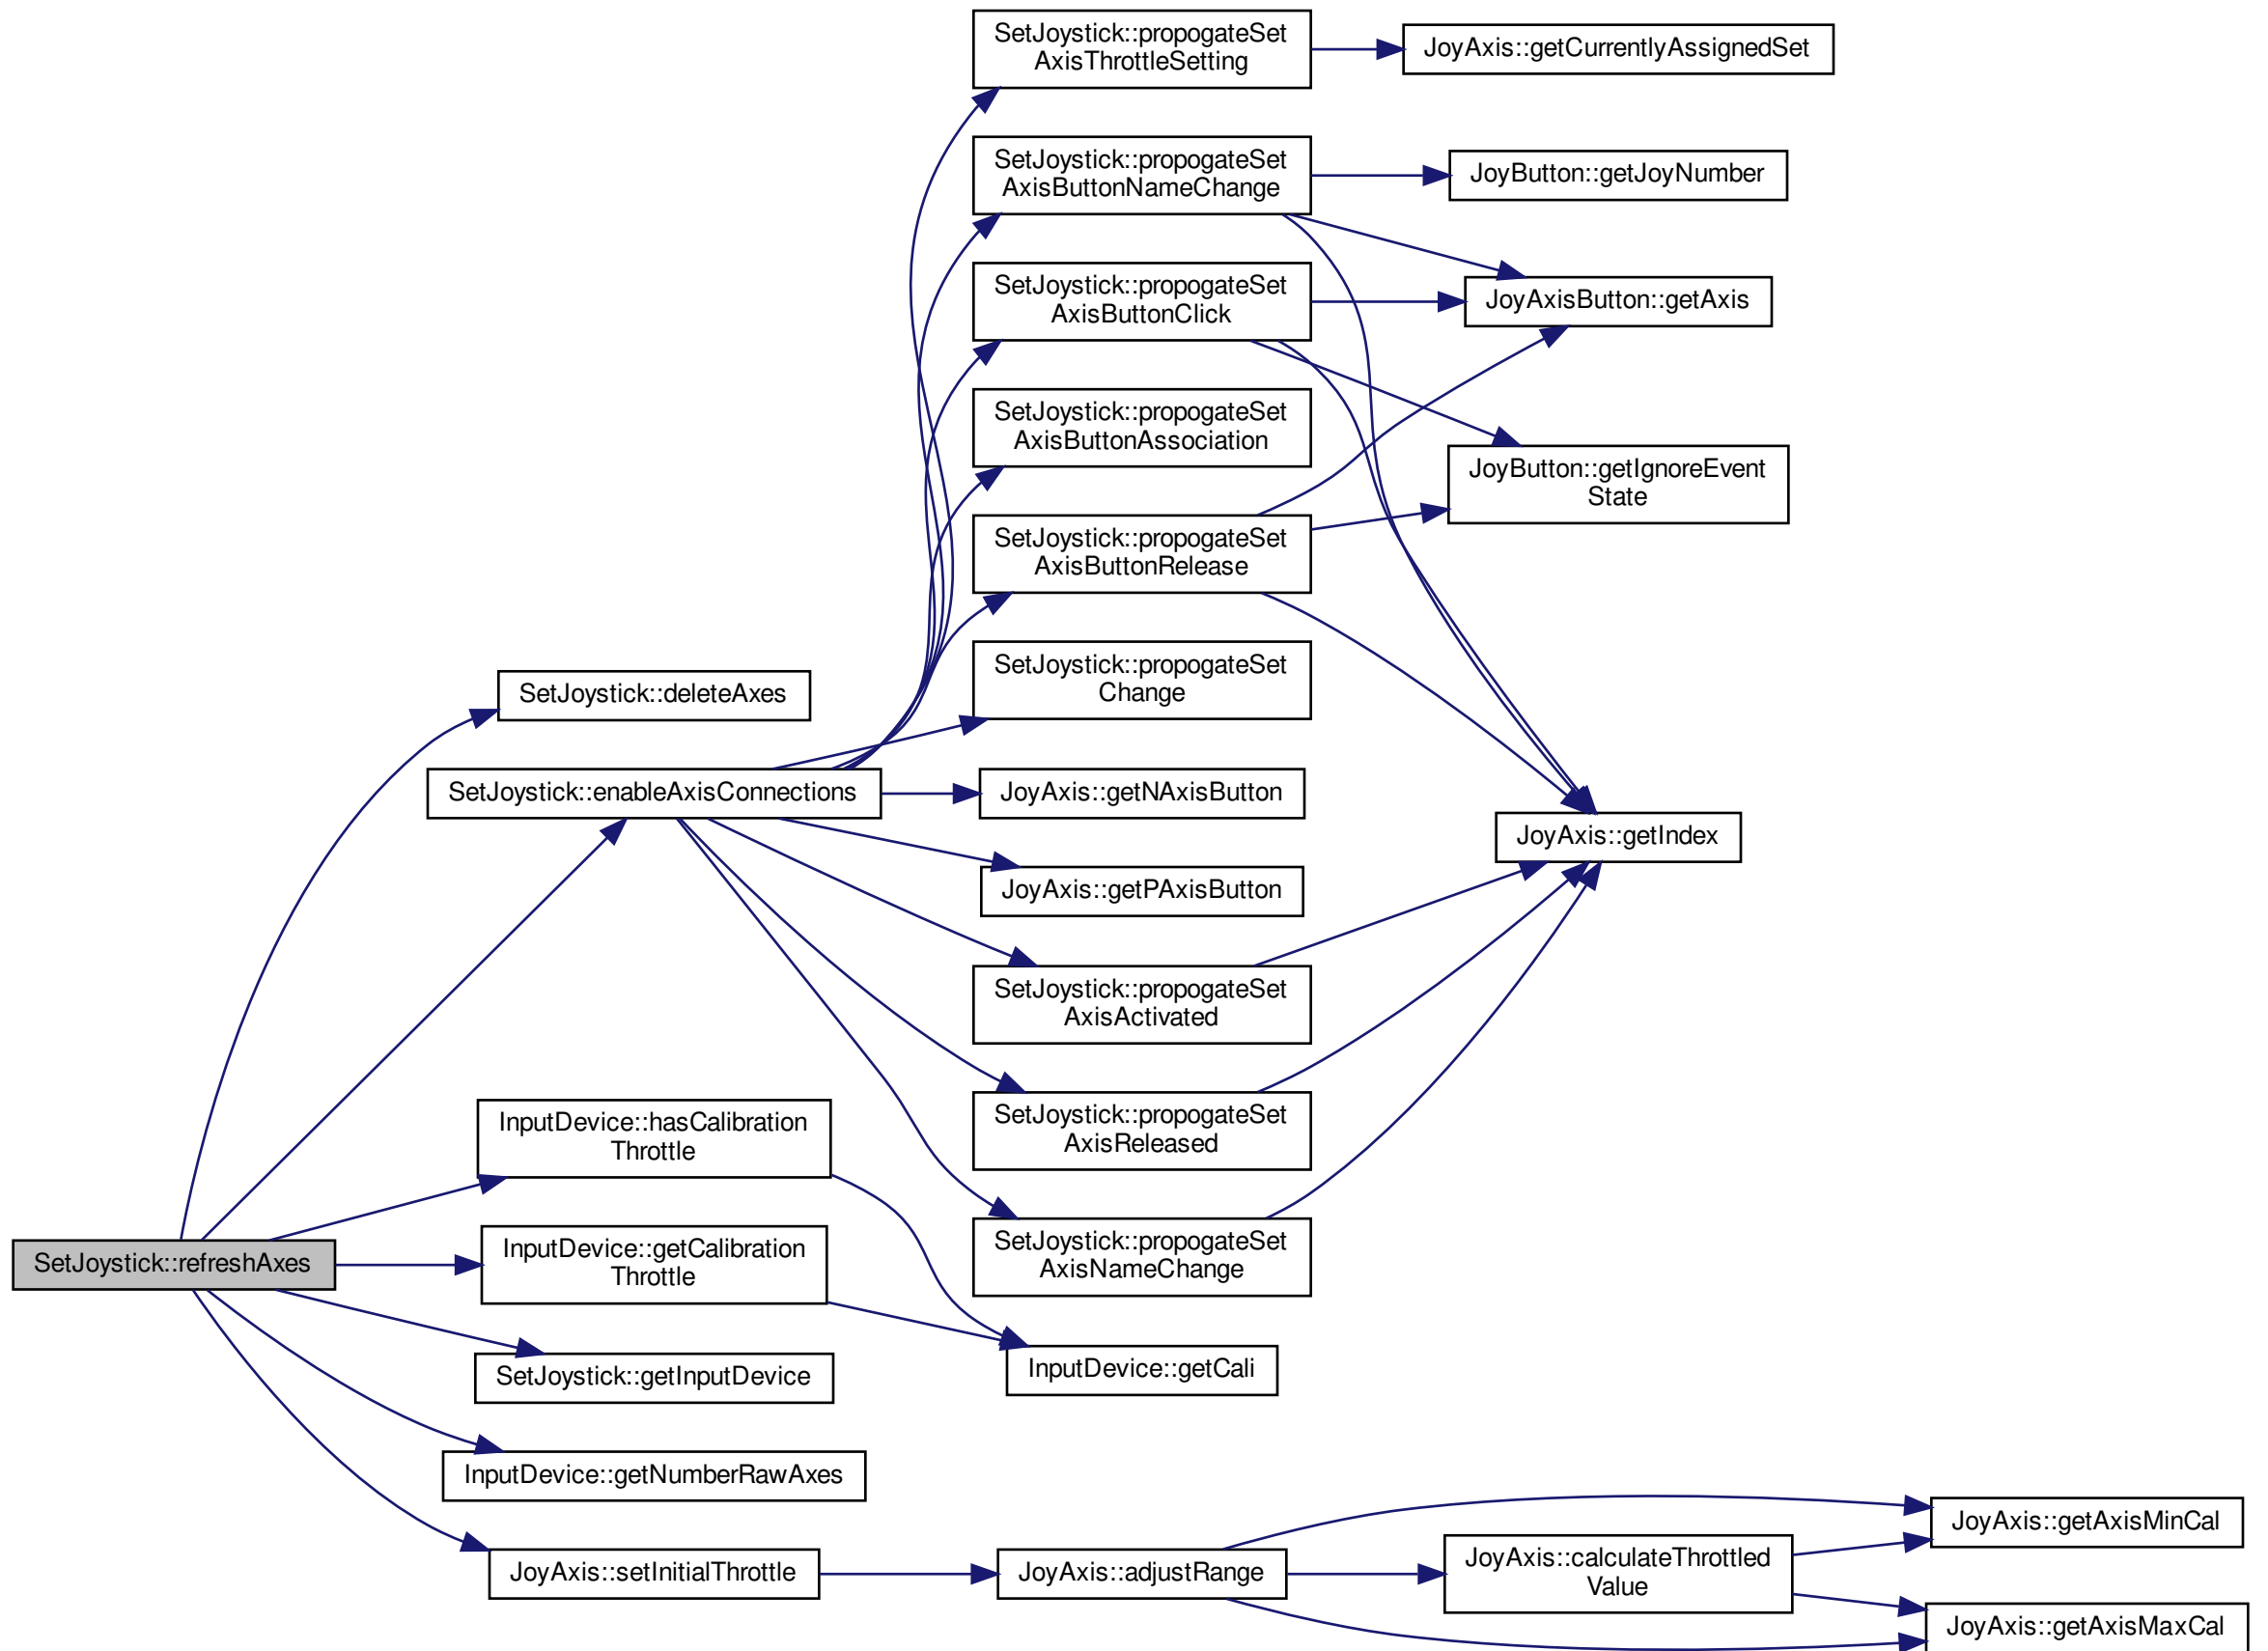 SetJoystick::propogateSet
AxisThrottleSetting
JoyAxis::getCurrentlyAssignedSet
SetJoystick::propogateSet
AxisButtonNameChange
JoyButton::getJoyNumber
SetJoystick::propogateSet
AxisButtonClick
JoyAxisButton::getAxis
SetJoystick::propogateSet
AxisButtonAssociation
JoyButton::getIgnoreEvent
State
SetJoystick::propogateSet
AxisButtonRelease
SetJoystick::propogateSet
Change
SetJoystick::deleteAxes
SetJoystick::enableAxisConnections
JoyAxis::getNAxisButton
JoyAxis::getIndex
JoyAxis::getPAxisButton
SetJoystick::propogateSet
AxisActivated
SetJoystick::propogateSet
AxisReleased
InputDevice::hasCalibration
Throttle
SetJoystick::propogateSet
AxisNameChange
SetJoystick::refreshAxes
InputDevice::getCalibration
Throttle
SetJoystick::getInputDevice
InputDevice::getCali
InputDevice::getNumberRawAxes
JoyAxis::setInitialThrottle
JoyAxis::adjustRange
JoyAxis::calculateThrottled
Value
JoyAxis::getAxisMinCal
JoyAxis::getAxisMaxCal